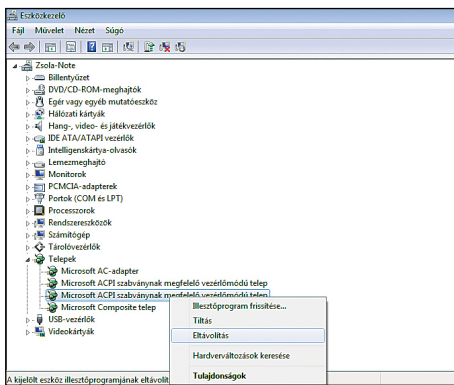 Eszközkezelő
Fájl Művelet Nézet Súgó
Zsola-Note
Billentyűzet
DVD/CD-ROM-meghajtók
Egér vagy egyéb mutatóeszköz
Hálózati kártyák
Hang-, video- és játékvezérlők
IDE ATA/ATAPI vezérlők
Intelligenskártya-olvasók
Lemezmeghajtó
Monitorok
PCMCIA-adapterek
Portok (COM és LPT)
Processzorok
Rendszereszközök
Számítógép
Tárolóvezérlők
Telepek
Microsoft AC-adapter
Microsoft ACPI szabványnak megfelelő vezérlőmódú telep
Microsoft ACPI szabványnak megfelelő vezérlőmódú telep
Microsoft Composite telep
USB-vezérlők
Videokártyák
Illesztőprogram frissítése...
Tiltás
Eltávolítás
Hardverváltozások keresése
Tulajdonságok
A kijelölt eszköz illesztőprogramjának eltávolít